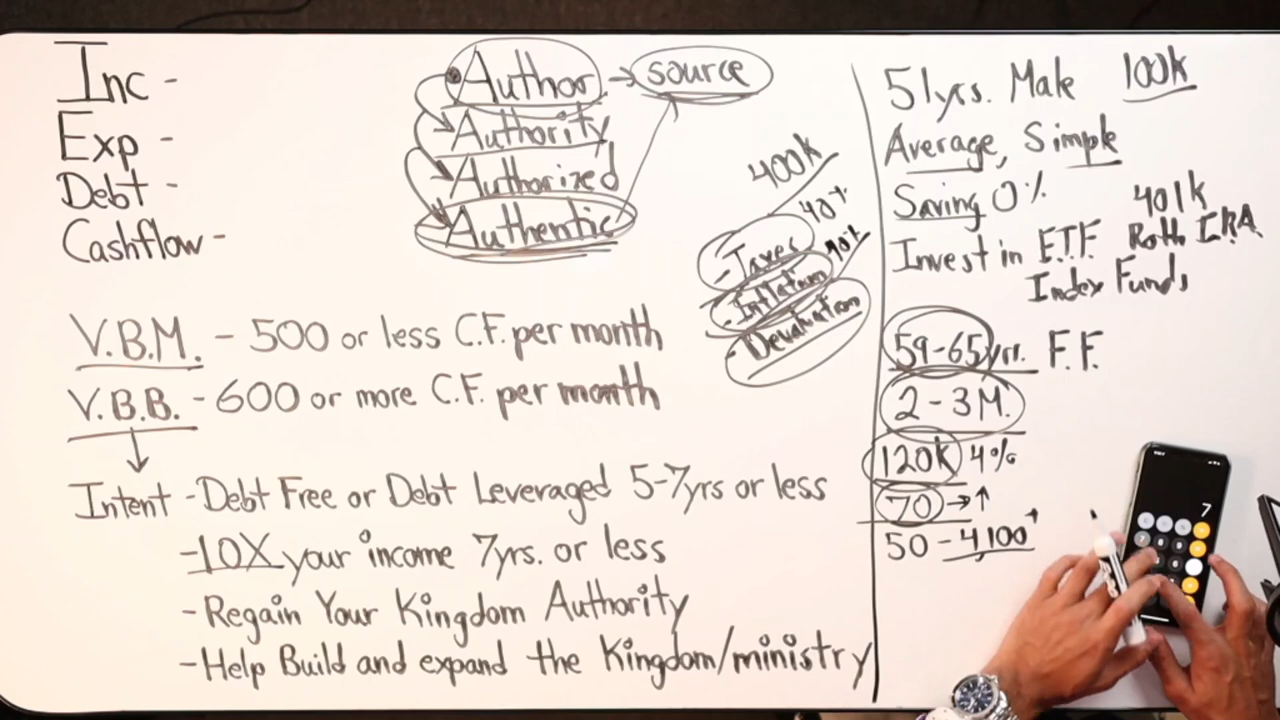 Inc -
Exp -
Debt -
Cashflow -
Author → source
Authority
Authorized
Authentic
400k
- Taxes 40%
- Inflation 90%
- Devaluation
V.B.M. - 500 or less C.F. per month
V.B.B. - 600 or more C.F. per month
Intent - Debt Free or Debt Leveraged 5-7yrs or less
- 10X your income 7yrs. or less
- Regain Your Kingdom Authority
- Help Build and expand the Kingdom/ministry
51yrs. Make 100k
Average, Simple
Saving 0%
401k
Invest in E.T.F. Roth I.R.A
Index Funds
59-65yrs. F.F.
2-3M.
120k 4%
70 → ↑
50 - 4,100
7